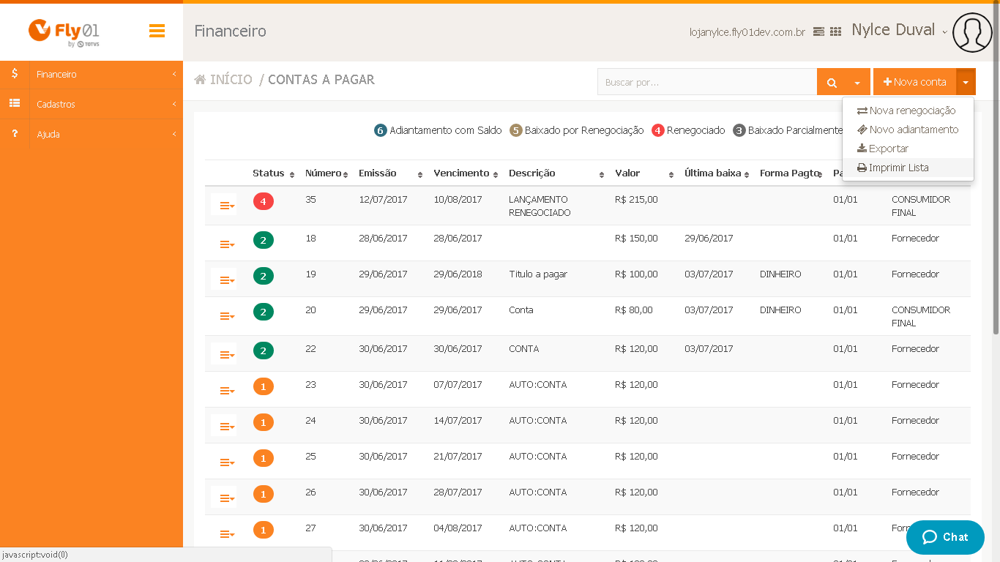 Fly01
by TOTVS
Financeiro
lojanylce.fly01dev.com.br
Nylce Duval
$ Financeiro
Cadastros
? Ajuda
INÍCIO / CONTAS A PAGAR
Buscar por...
Nova conta
Nova renegociação
Novo adiantamento
Exportar
Imprimir Lista
6 Adiantamento com Saldo 5 Baixado por Renegociação 4 Renegociado 3 Baixado Parcialmente
Status Número Emissão Vencimento Descrição Valor Última baixa Forma Pagto
4 35 12/07/2017 10/08/2017 LANÇAMENTO RENEGOCIADO R$ 215,00 01/01 CONSUMIDOR FINAL
2 18 28/06/2017 28/06/2017 R$ 150,00 29/06/2017 01/01 Fornecedor
2 19 29/06/2017 29/06/2018 Titulo a pagar R$ 100,00 03/07/2017 DINHEIRO 01/01 Fornecedor
2 20 29/06/2017 29/06/2017 Conta R$ 80,00 03/07/2017 DINHEIRO 01/01 CONSUMIDOR FINAL
2 22 30/06/2017 30/06/2017 CONTA R$ 120,00 03/07/2017 01/01 Fornecedor
1 23 30/06/2017 07/07/2017 AUTO:CONTA R$ 120,00 01/01 Fornecedor
1 24 30/06/2017 14/07/2017 AUTO:CONTA R$ 120,00 01/01 Fornecedor
1 25 30/06/2017 21/07/2017 AUTO:CONTA R$ 120,00 01/01 Fornecedor
1 26 30/06/2017 28/07/2017 AUTO:CONTA R$ 120,00 01/01 Fornecedor
1 27 30/06/2017 04/08/2017 AUTO:CONTA R$ 120,00 01/01
Chat
javascript:void(0)